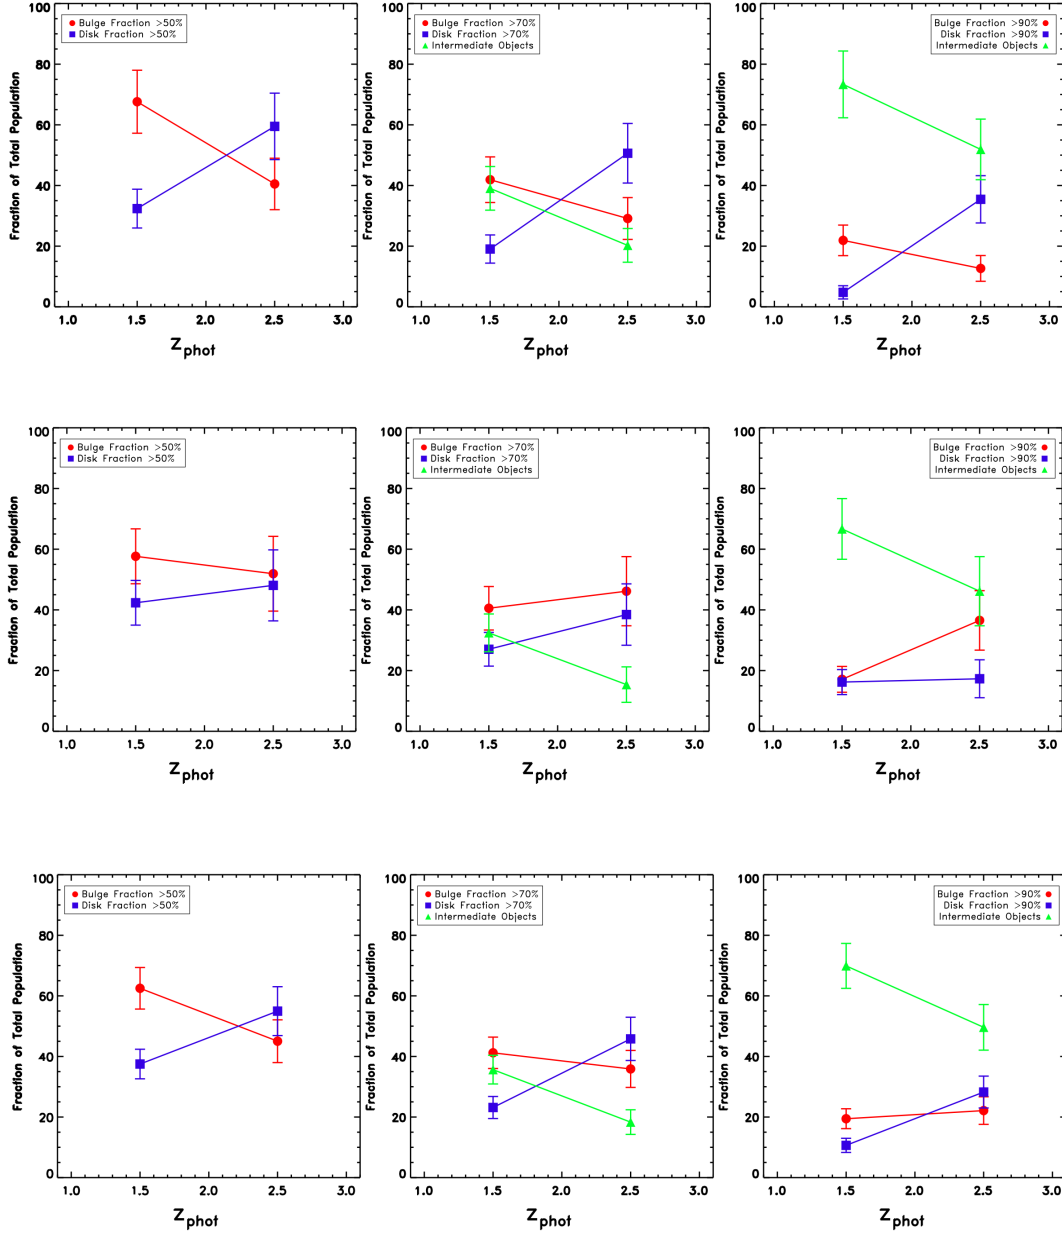 Bulge Fraction >50%
Disk Fraction >50%
Fraction of Total Population
80
60
40
20
0
1.0 1.5 2.0 2.5 3.0
Zphot
Bulge Fraction >70%
Disk Fraction >70%
Intermediate Objects
Fraction of Total Population
80
60
40
20
0
1.0 1.5 2.0 2.5 3.0
Zphot
Bulge Fraction >90%
Disk Fraction >90%
Intermediate Objects
Fraction of Total Population
80
60
40
20
0
1.0 1.5 2.0 2.5 3.0
Zphot
Bulge Fraction >50%
Disk Fraction >50%
Fraction of Total Population
100
80
60
40
20
0
1.0 1.5 2.0 2.5 3.0
Zphot
Bulge Fraction >70%
Disk Fraction >70%
Intermediate Objects
Fraction of Total Population
100
80
60
40
20
0
1.0 1.5 2.0 2.5 3.0
Zphot
Bulge Fraction >90%
Disk Fraction >90%
Intermediate Objects
Fraction of Total Population
100
80
60
40
20
0
1.0 1.5 2.0 2.5 3.0
Zphot
Bulge Fraction >50%
Disk Fraction >50%
Fraction of Total Population
100
80
60
40
20
0
1.0 1.5 2.0 2.5 3.0
Zphot
Bulge Fraction >70%
Disk Fraction >70%
Intermediate Objects
Fraction of Total Population
100
80
60
40
20
0
1.0 1.5 2.0 2.5 3.0
Zphot
Bulge Fraction >90%
Disk Fraction >90%
Intermediate Objects
Fraction of Total Population
100
80
60
40
20
0
1.0 1.5 2.0 2.5 3.0
Zphot